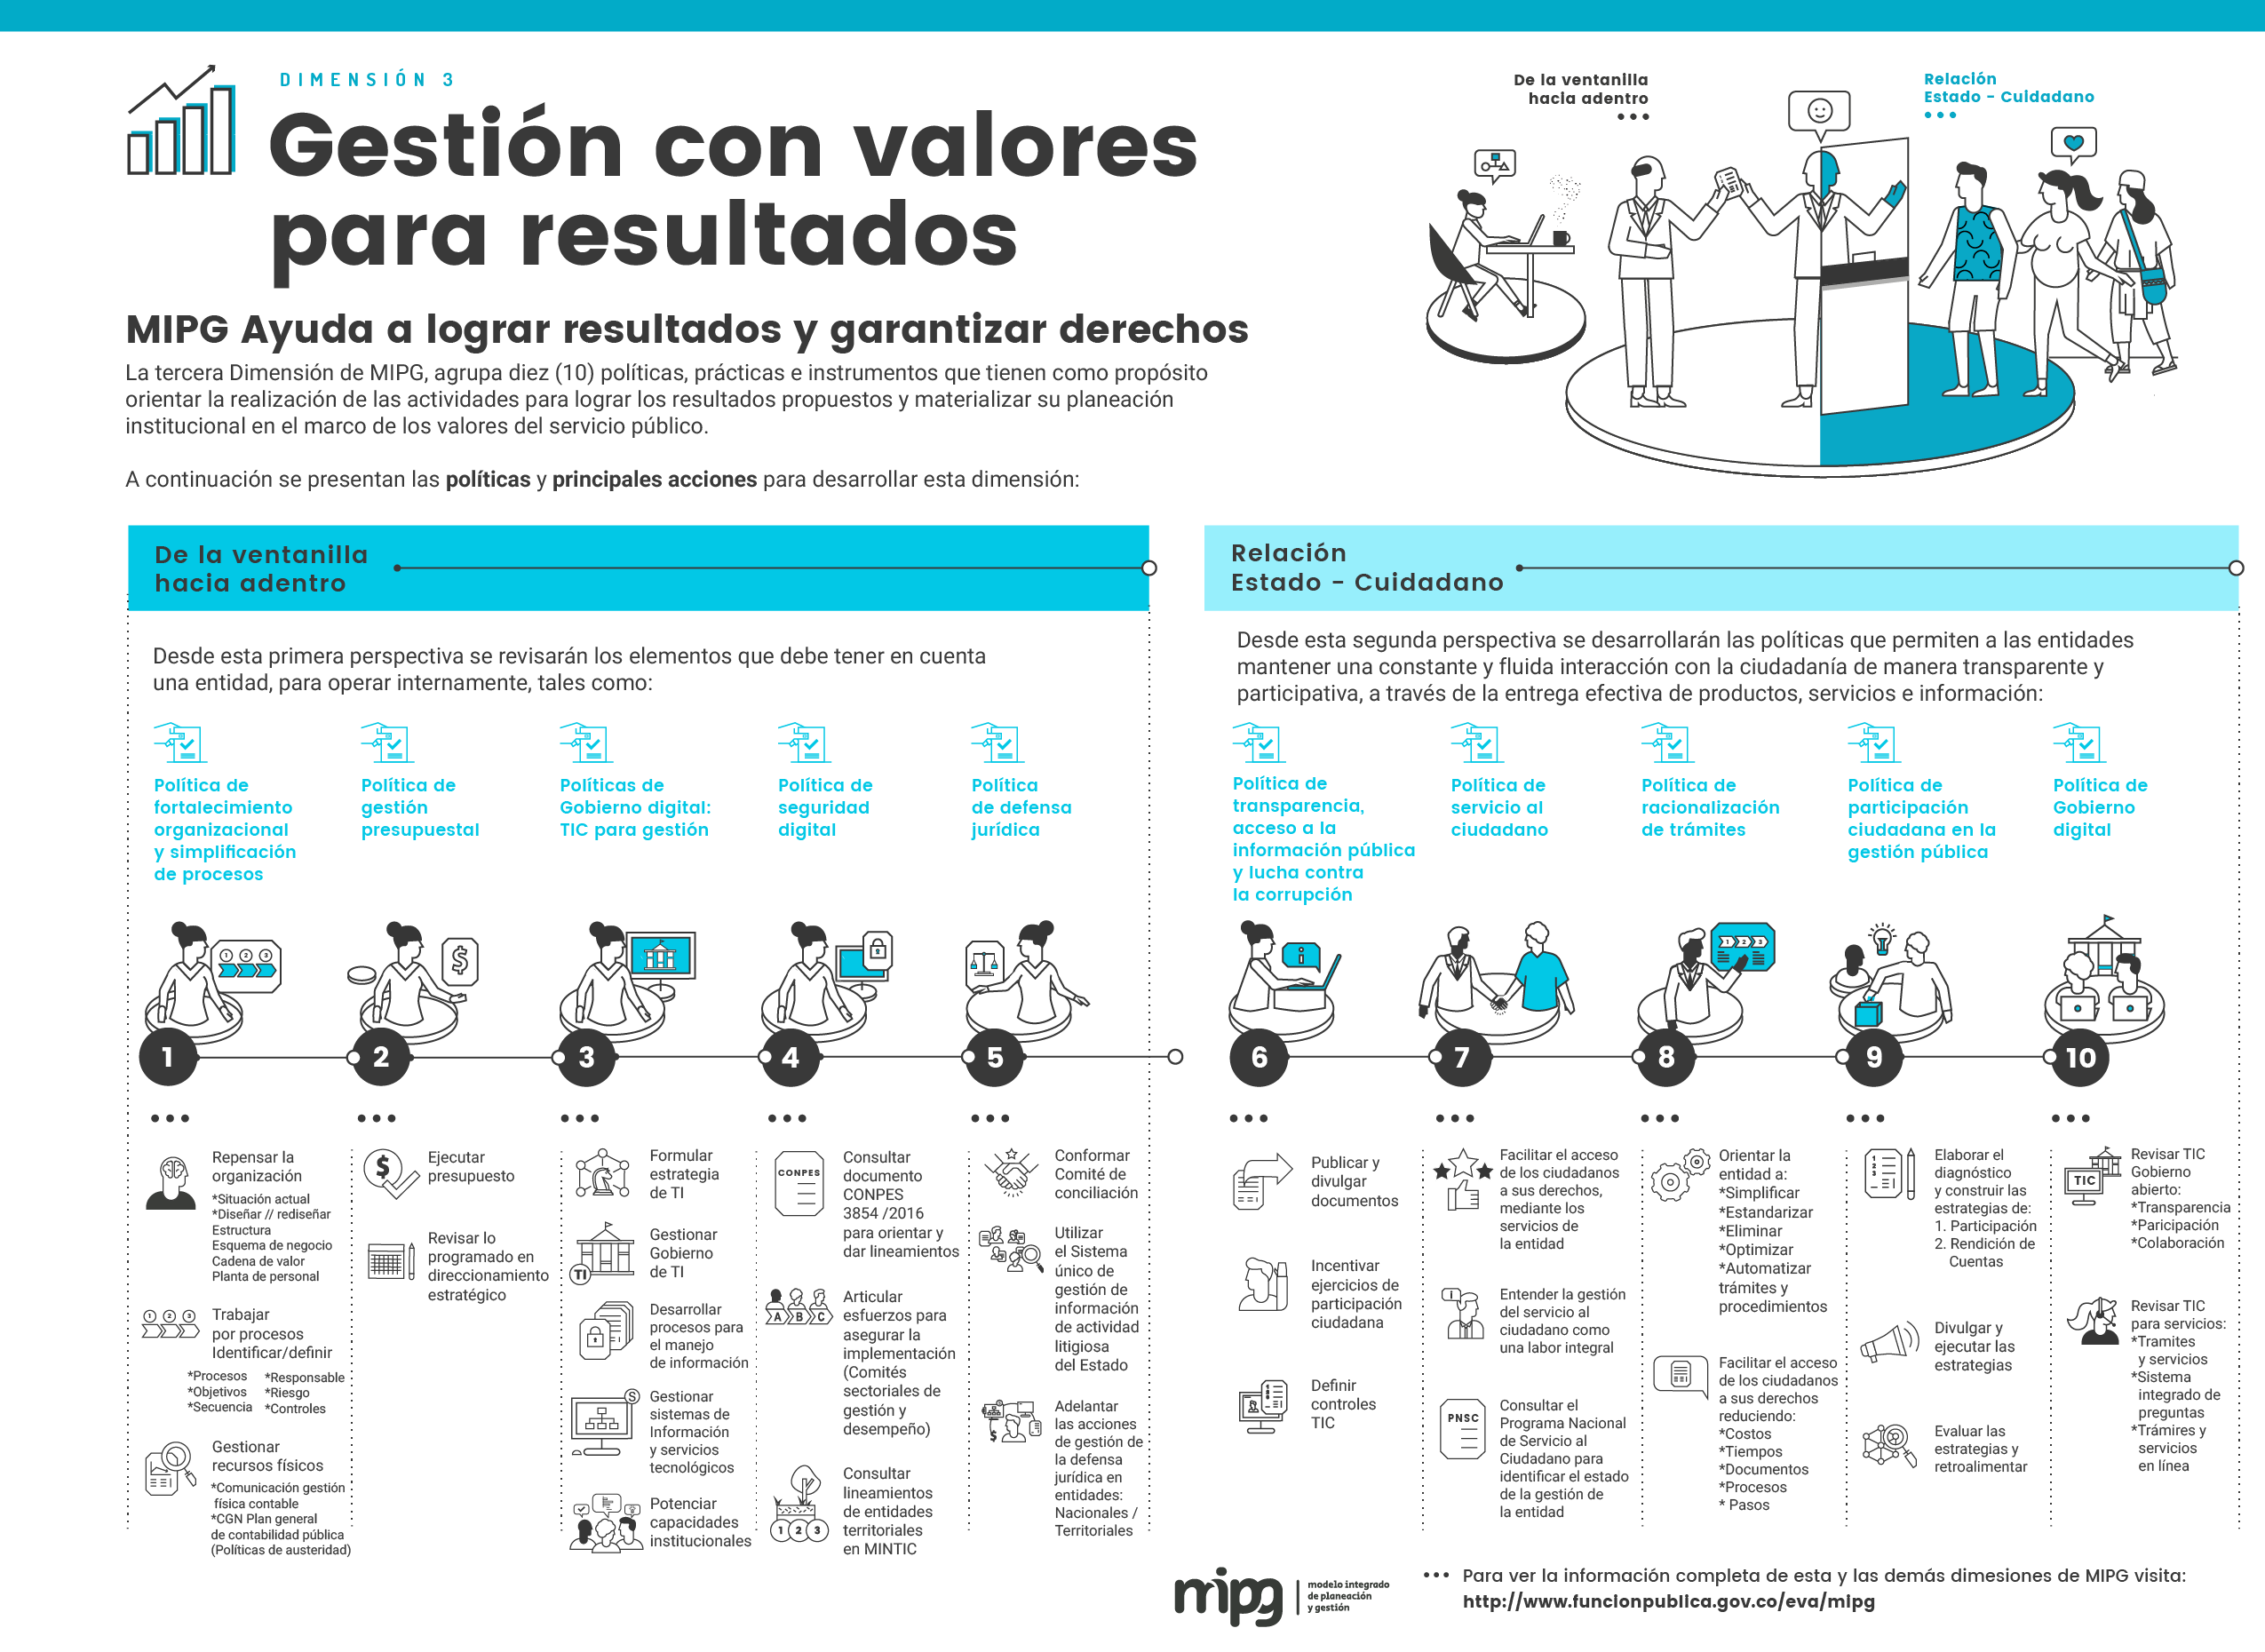 DIMENSIÓN 3
Gestión con valores
para resultados
De la ventanilla
hacia adentro
Relación
Estado - Cuidadano
MIPG Ayuda a lograr resultados y garantizar derechos
La tercera Dimensión de MIPG, agrupa diez (10) políticas, prácticas e instrumentos que tienen como propósito
orientar la realización de las actividades para lograr los resultados propuestos y materializar su planeación
institucional en el marco de los valores del servicio público.
A continuación se presentan las políticas y principales acciones para desarrollar esta dimensión:
De la ventanilla
hacia adentro
Desde esta primera perspectiva se revisarán los elementos que debe tener en cuenta
una entidad, para operar internamente, tales como:
Política de
fortalecimiento
organizacional
y simplificación
de procesos
Política de
gestión
presupuestal
Políticas de
Gobierno digital:
TIC para gestión
Política de
seguridad
digital
Política
de defensa
jurídica
1 2 3
$
1
2
3
4
5
Repensar la
organización
*Situación actual
*Diseñar // rediseñar
Estructura
Esquema de negocio
Cadena de valor
Planta de personal
1 2 3
Trabajar
por procesos
Identificar/definir
*Procesos
*Objetivos
*Secuencia
*Responsable
*Riesgo
*Controles
Gestionar
recursos físicos
*Comunicación gestión
física contable
*CGN Plan general
de contabilidad pública
(Políticas de austeridad)
$
Ejecutar
presupuesto
Revisar lo
programado en
direccionamiento
estratégico
Formular
estrategia
de TI
TI
Gestionar
Gobierno
de TI
Desarrollar
procesos para
el manejo
de información
S
Gestionar
sistemas de
Información
y servicios
tecnológicos
Potenciar
capacidades
institucionales
CONPES
Consultar
documento
CONPES
3854 /2016
para orientar y
dar lineamientos
A B C
Articular
esfuerzos para
asegurar la
implementación
(Comités
sectoriales de
gestión y
desempeño)
1 2 3
Consultar
lineamientos
de entidades
territoriales
en MINTIC
Conformar
Comité de
conciliación
Utilizar
el Sistema
único de
gestión de
información
de actividad
litigiosa
del Estado
$
Adelantar
las acciones
de gestión de
la defensa
jurídica en
entidades:
Nacionales /
Territoriales
Relación
Estado - Cuidadano
Desde esta segunda perspectiva se desarrollarán las políticas que permiten a las entidades
mantener una constante y fluida interacción con la ciudadanía de manera transparente y
participativa, a través de la entrega efectiva de productos, servicios e información:
Política de
transparencia,
acceso a la
información pública
y lucha contra
la corrupción
Política de
servicio al
ciudadano
Política de
racionalización
de trámites
Política de
participación
ciudadana en la
gestión pública
Política de
Gobierno
digital
i
1 2 3
6
7
8
9
10
Publicar y
divulgar
documentos
Incentivar
ejercicios de
participación
ciudadana
Definir
controles
TIC
Facilitar el acceso
de los ciudadanos
a sus derechos,
mediante los
servicios de
la entidad
i
Entender la gestión
del servicio al
ciudadano como
una labor integral
PNSC
Consultar el
Programa Nacional
de Servicio al
Ciudadano para
identificar el estado
de la gestión de
la entidad
Orientar la
entidad a:
*Simplificar
*Estandarizar
*Eliminar
*Optimizar
*Automatizar
trámites y
procedimientos
Facilitar el acceso
de los ciudadanos
a sus derechos
reduciendo:
*Costos
*Tiempos
*Documentos
*Procesos
* Pasos
1
2
3
Elaborar el
diagnóstico
y construir las
estrategias de:
1. Participación
2. Rendición de
Cuentas
Divulgar y
ejecutar las
estrategias
Evaluar las
estrategias y
retroalimentar
TIC
Revisar TIC
Gobierno
abierto:
*Transparencia
*Paricipación
*Colaboración
Revisar TIC
para servicios:
*Tramites
y servicios
*Sistema
integrado de
preguntas
*Trámires y
servicios
en línea
mipg
modelo integrado
de planeación
y gestión
Para ver la información completa de esta y las demás dimesiones de MIPG visita:
http://www.funcionpublica.gov.co/eva/mipg